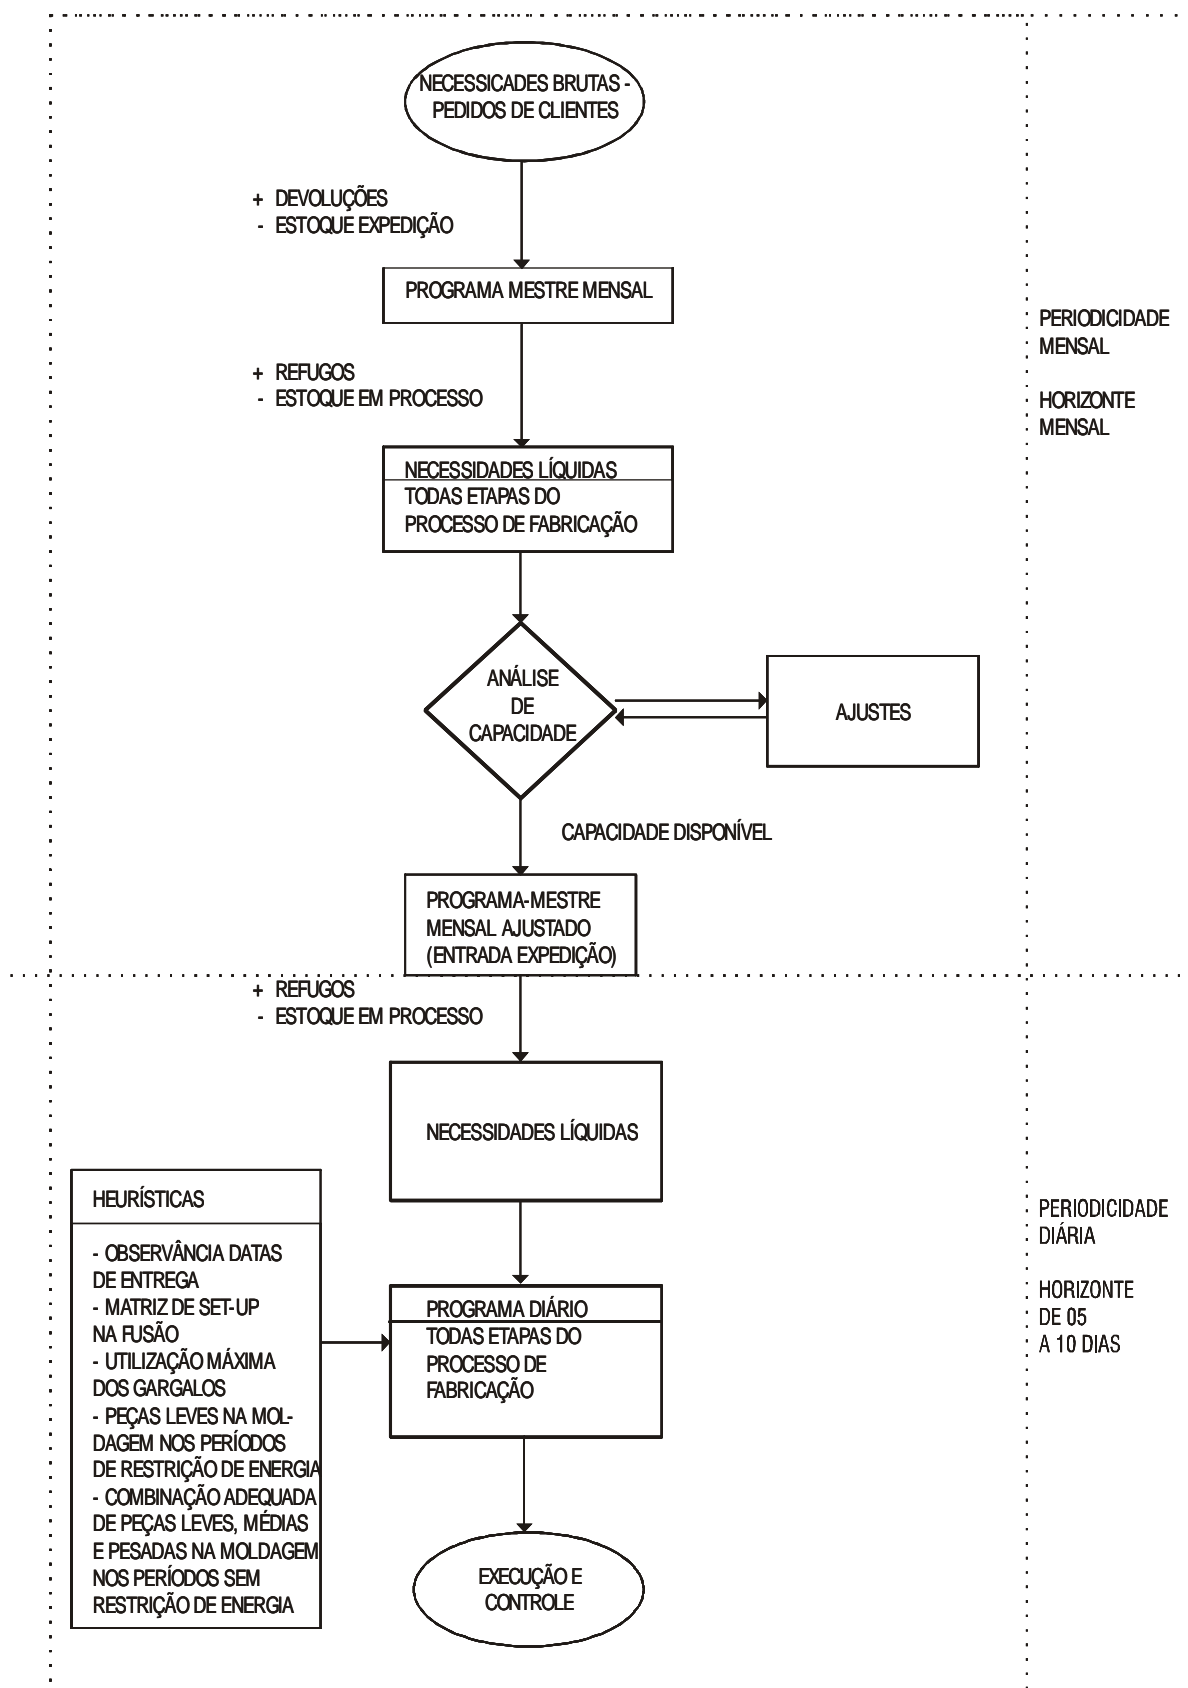 NECESSICADES BRUTAS -
PEDIDOS DE CLIENTES
+ DEVOLUÇÕES
- ESTOQUE EXPEDIÇÃO
PROGRAMA MESTRE MENSAL
PERIODICIDADE
MENSAL
HORIZONTE
MENSAL
+ REFUGOS
- ESTOQUE EM PROCESSO
NECESSIDADES LÍQUIDAS
TODAS ETAPAS DO
PROCESSO DE FABRICAÇÃO
ANÁLISE
DE
CAPACIDADE
AJUSTES
CAPACIDADE DISPONÍVEL
PROGRAMA-MESTRE
MENSAL AJUSTADO
(ENTRADA EXPEDIÇÃO)
+ REFUGOS
- ESTOQUE EM PROCESSO
NECESSIDADES LÍQUIDAS
HEURÍSTICAS
- OBSERVÂNCIA DATAS
DE ENTREGA
- MATRIZ DE SET-UP
NA FUSÃO
- UTILIZAÇÃO MÁXIMA
DOS GARGALOS
- PEÇAS LEVES NA MOL-
DAGEM NOS PERÍODOS
DE RESTRIÇÃO DE ENERGIA
- COMBINAÇÃO ADEQUADA
DE PEÇAS LEVES, MÉDIAS
E PESADAS NA MOLDAGEM
NOS PERÍODOS SEM
RESTRIÇÃO DE ENERGIA
PROGRAMA DIÁRIO
TODAS ETAPAS DO
PROCESSO DE
FABRICAÇÃO
PERIODICIDADE
DIÁRIA
HORIZONTE
DE 05
A 10 DIAS
EXECUÇÃO E
CONTROLE